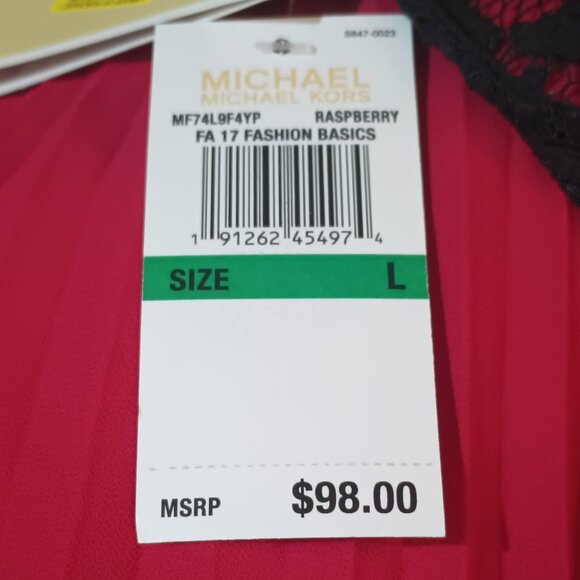 5847-0023
MICHAEL
MICHAEL KORS
MF74L9F4YP RASPBERRY
FA 17 FASHION BASICS
1 91262 45497 4
SIZE L
MSRP $98.00